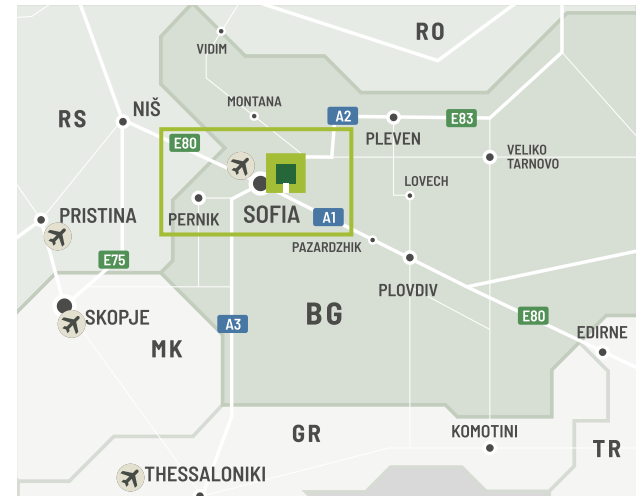 RO
VIDIM
MONTANA
RS
NIŠ
A2
E83
PLEVEN
E80
VELIKO
TARNOVO
LOVECH
PRISTINA
PERNIK
SOFIA
A1
PAZARDZHIK
E75
PLOVDIV
SKOPJE
A3
BG
E80
EDIRNE
MK
GR
KOMOTINI
TR
THESSALONIKI